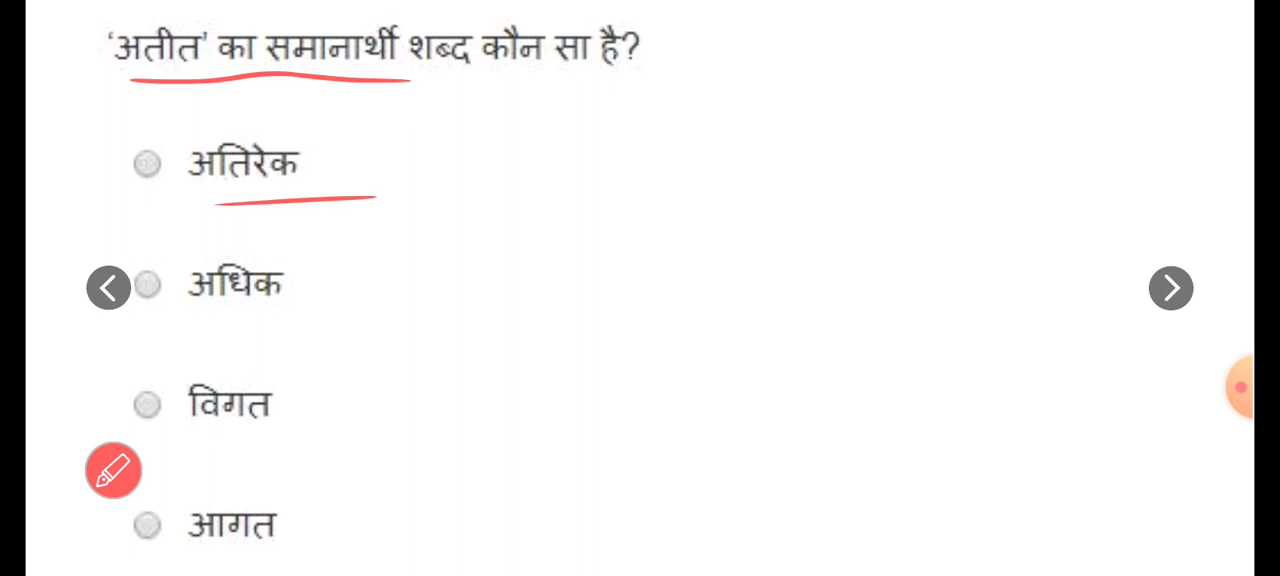 ‘अतीत’ का समानार्थी शब्द कौन सा है?
अतिरेक
अधिक
विगत
आगत